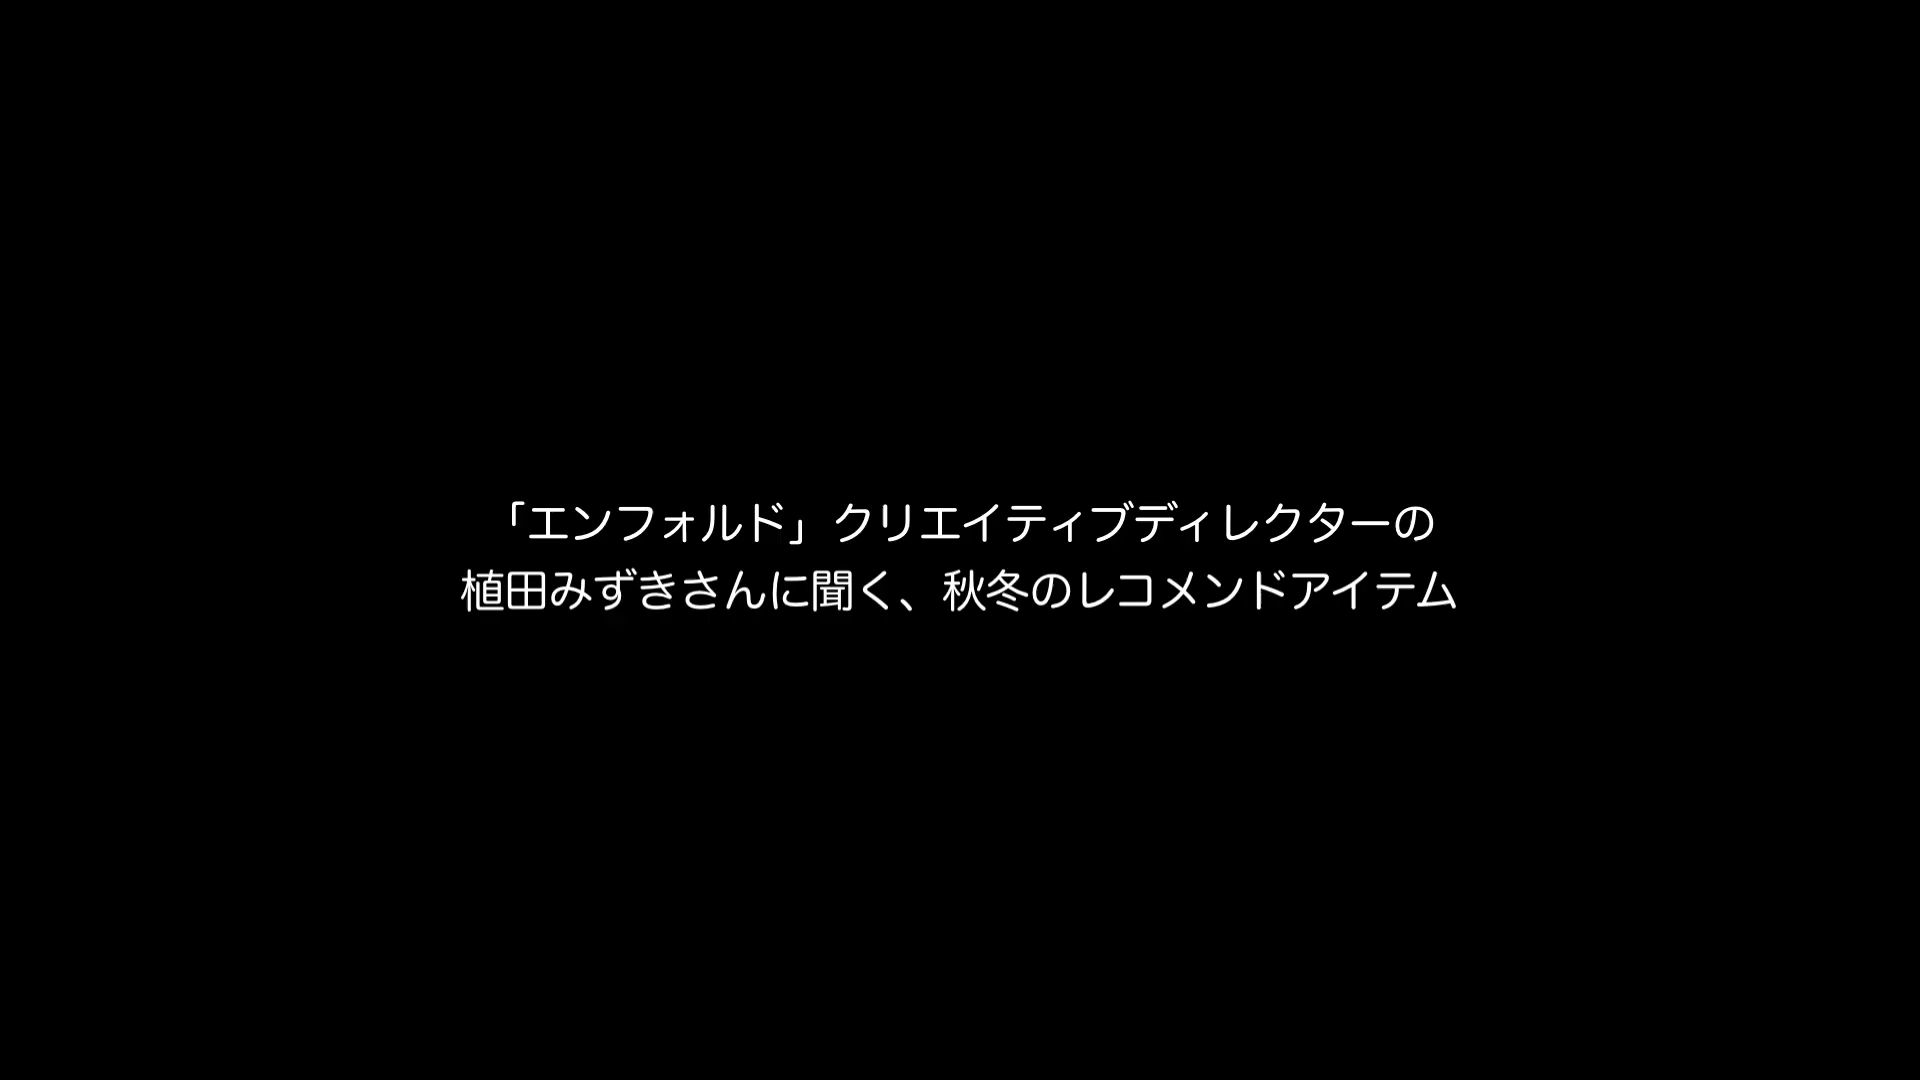 「エンフォルド」クリエイティブディレクターの
植田みずきさんに聞く、秋冬のレコメンドアイテム